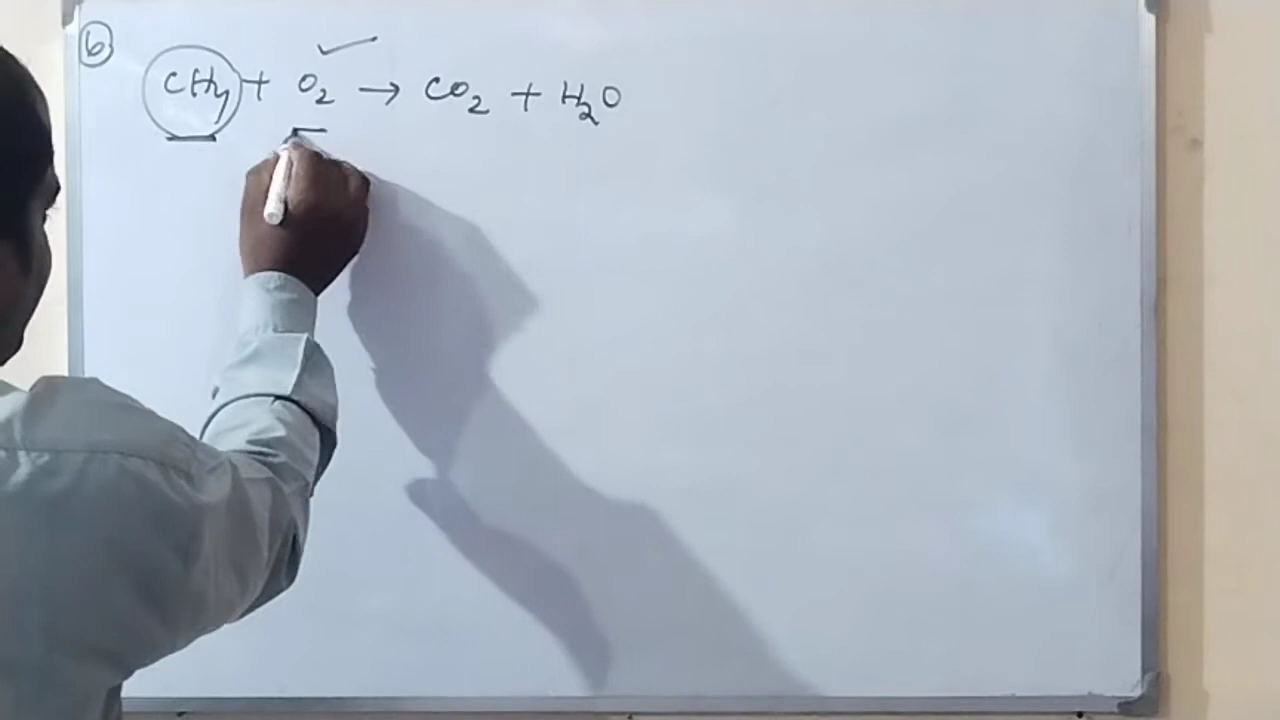 6 CH4 + O2 → CO2 + H2O